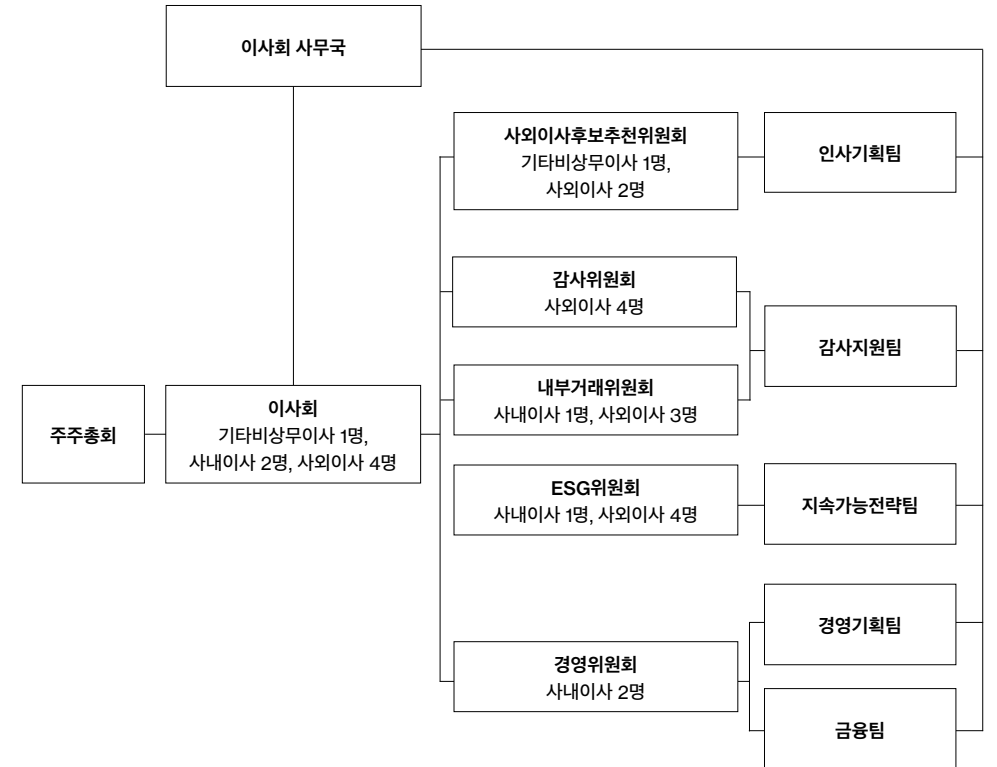 이사회 사무국
사외이사후보추천위원회
기타비상무이사 1명,
사외이사 2명
인사기획팀
감사위원회
사외이사 4명
감사지원팀
내부거래위원회
사내이사 1명, 사외이사 3명
주주총회
이사회
기타비상무이사 1명,
사내이사 2명, 사외이사 4명
ESG위원회
사내이사 1명, 사외이사 4명
지속가능전략팀
경영위원회
사내이사 2명
경영기획팀
금융팀